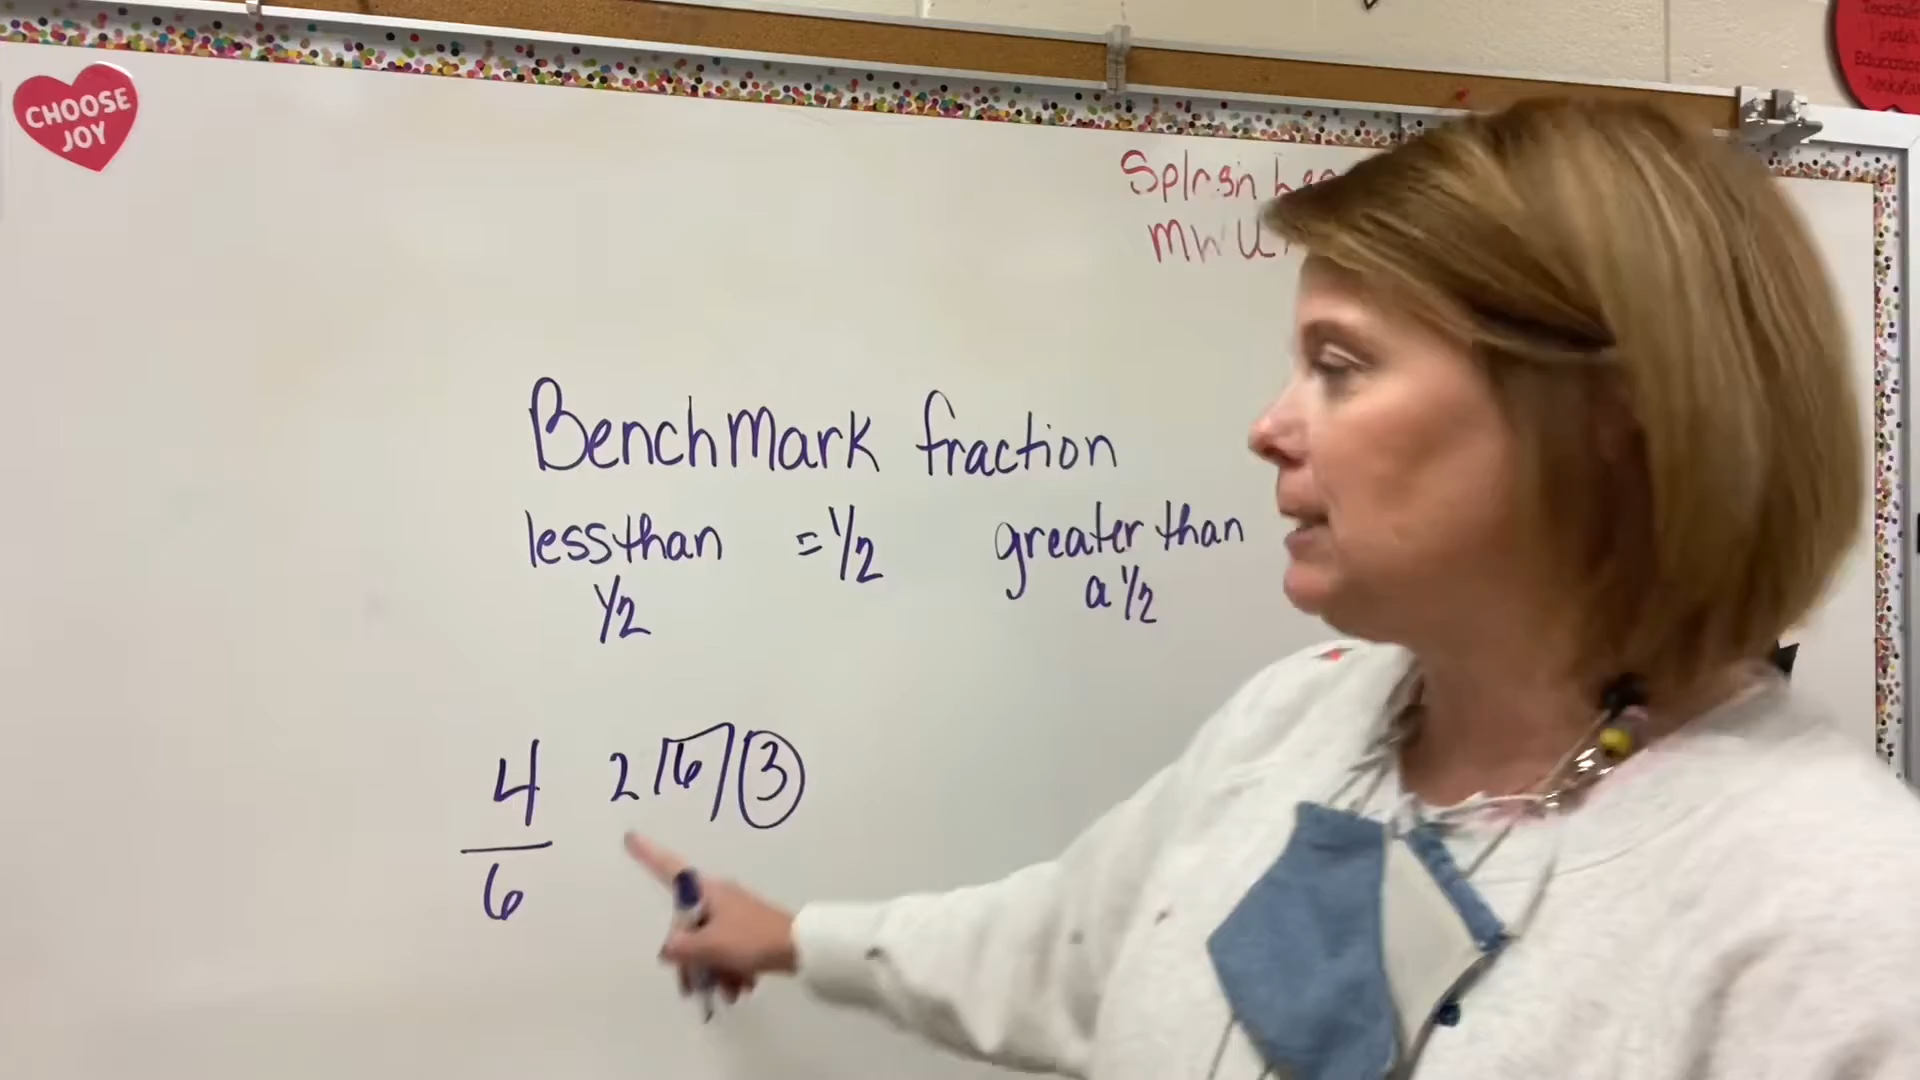 CHOOSE
JOY
Benchmark fraction
less than = 1/2 greater than
1/2 a 1/2
4 2 6 3
6